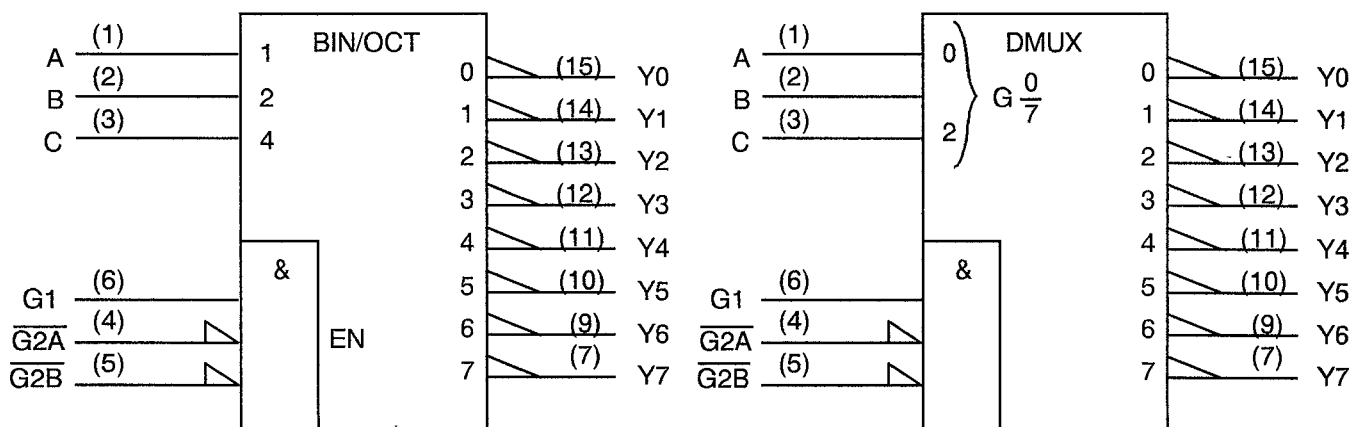 BIN/OCT
A (1) 1
B (2) 2
C (3) 4
0 (15) Y0
1 (14) Y1
2 (13) Y2
3 (12) Y3
4 (11) Y4
5 (10) Y5
6 (9) Y6
7 (7) Y7
&
G1 (6)
G2A (4)
G2B (5)
EN
DMUX
A (1) 0
B (2)
C (3) 2
G 0/7
0 (15) Y0
1 (14) Y1
2 (13) Y2
3 (12) Y3
4 (11) Y4
5 (10) Y5
6 (9) Y6
7 (7) Y7
&
G1 (6)
G2A (4)
G2B (5)